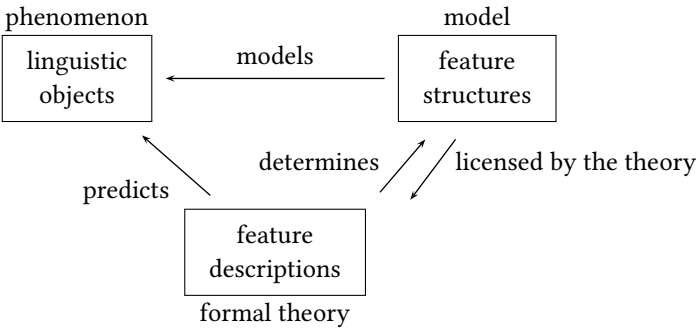 phenomenon
model
linguistic
objects
models
feature
structures
determines
licensed by the theory
predicts
feature
descriptions
formal theory